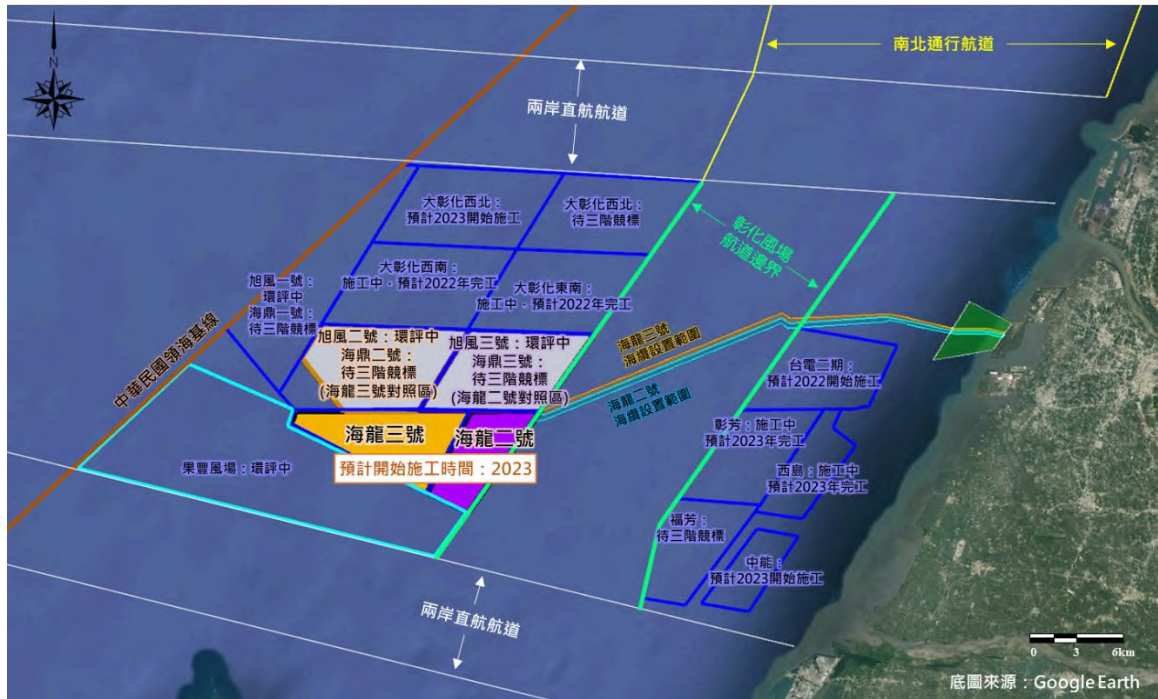 N
南北通行航道
兩岸直航航道
大彰化西北：
預計2023開始施工
大彰化西北：
待三階競標
彰化風場
航道邊界
大彰化西南：
施工中，預計2022年完工
大彰化東南：
施工中，預計2022年完工
旭風一號：
環評中
海鼎一號：
待三階競標
中華民國領海基線
旭風二號：環評中
海鼎二號：
待三階競標
(海龍三號對照區)
旭風三號：環評中
海鼎三號：
待三階競標
(海龍二號對照區)
海龍三號
海纜設置範圍
海龍二號
海纜設置範圍
台電二期：
預計2022開始施工
海龍三號
海龍二號
預計開始施工時間：2023
彰芳：施工中
預計2023年完工
西島：施工中
預計2023年完工
果豐風場：環評中
福芳：
待三階競標
中能：
預計2023開始施工
兩岸直航航道
0 3 6km
底圖來源：Google Earth